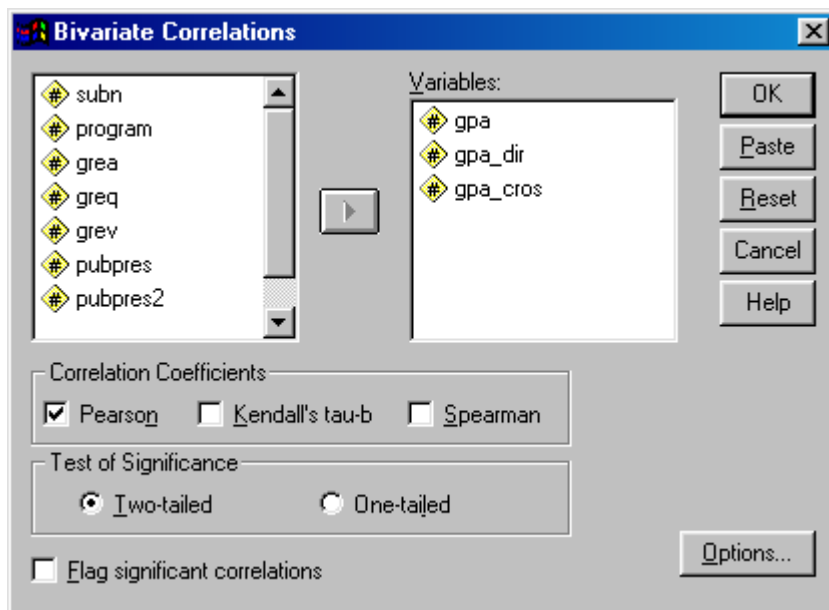 Bivariate Correlations
subn
program
grea
greq
grev
pubpres
pubpres2
Variables:
gpa
gpa_dir
gpa_cros
OK
Paste
Reset
Cancel
Help
Correlation Coefficients
Pearson Kendall's tau-b Spearman
Test of Significance
Two-tailed One-tailed
Flag significant correlations
Options...